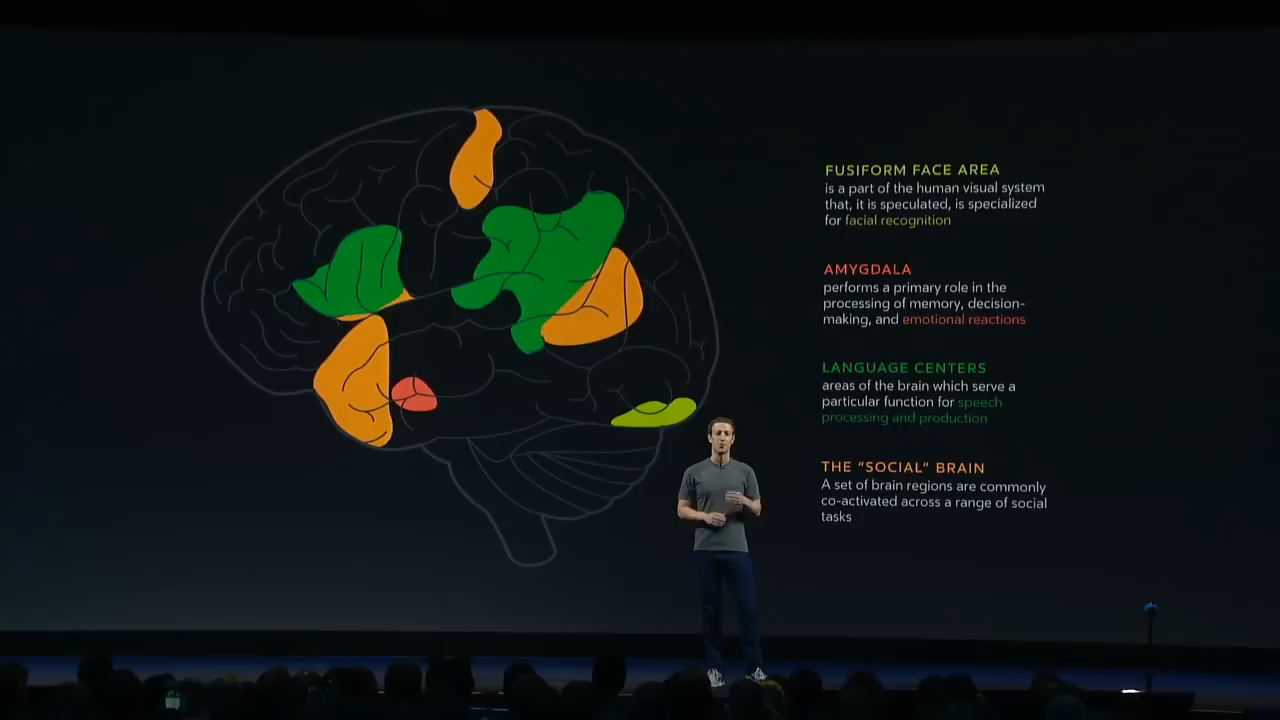 FUSIFORM FACE AREA
is a part of the human visual system
that, it is speculated, is specialized
for facial recognition
AMYGDALA
performs a primary role in the
processing of memory, decision-
making, and emotional reactions
LANGUAGE CENTERS
areas of the brain which serve a
particular function for speech
processing and production
THE "SOCIAL" BRAIN
A set of brain regions are commonly
co-activated across a range of social
tasks